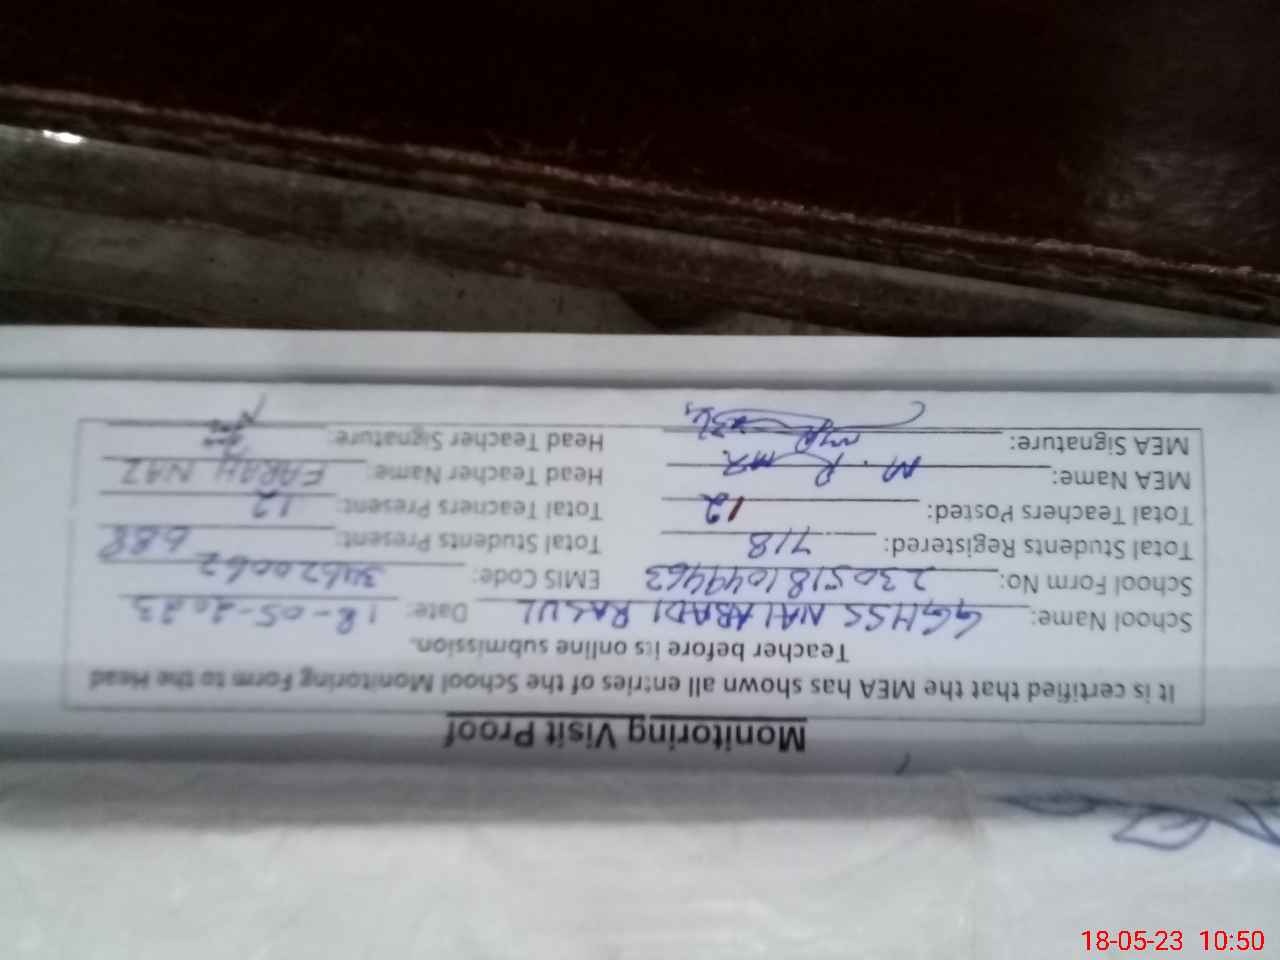 Monitoring Visit Proof
It is certified that the MEA has shown all entries of the School Monitoring Form to the Head
Teacher before its online submission.
School Name: GGHSS NAI ABADI RASUL Date: 18-05-2023
School Form No: 2305181044463 EMIS Code: 34620062
Total Students Registered: 718 Total Students Present: 688
Total Teachers Posted: 12 Total Teachers Present: 12
MEA Name: M. R Head Teacher Name: FARAH NAZ
MEA Signature: Head Teacher Signature:
18-05-23 10:50